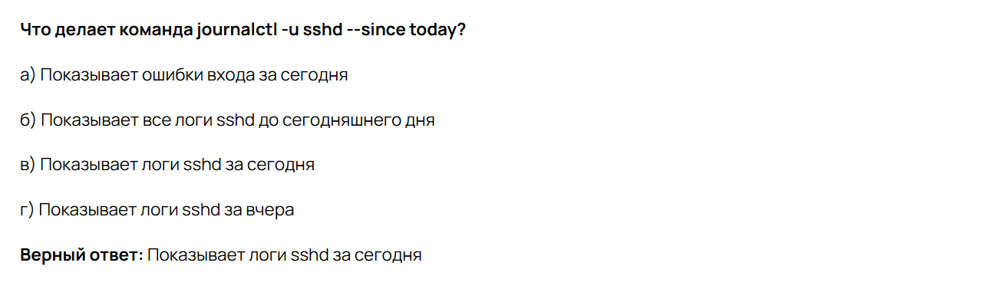 Что делает команда journalctl -u sshd --since today?
а) Показывает ошибки входа за сегодня
б) Показывает все логи sshd до сегодняшнего дня
в) Показывает логи sshd за сегодня
г) Показывает логи sshd за вчера
Верный ответ: Показывает логи sshd за сегодня